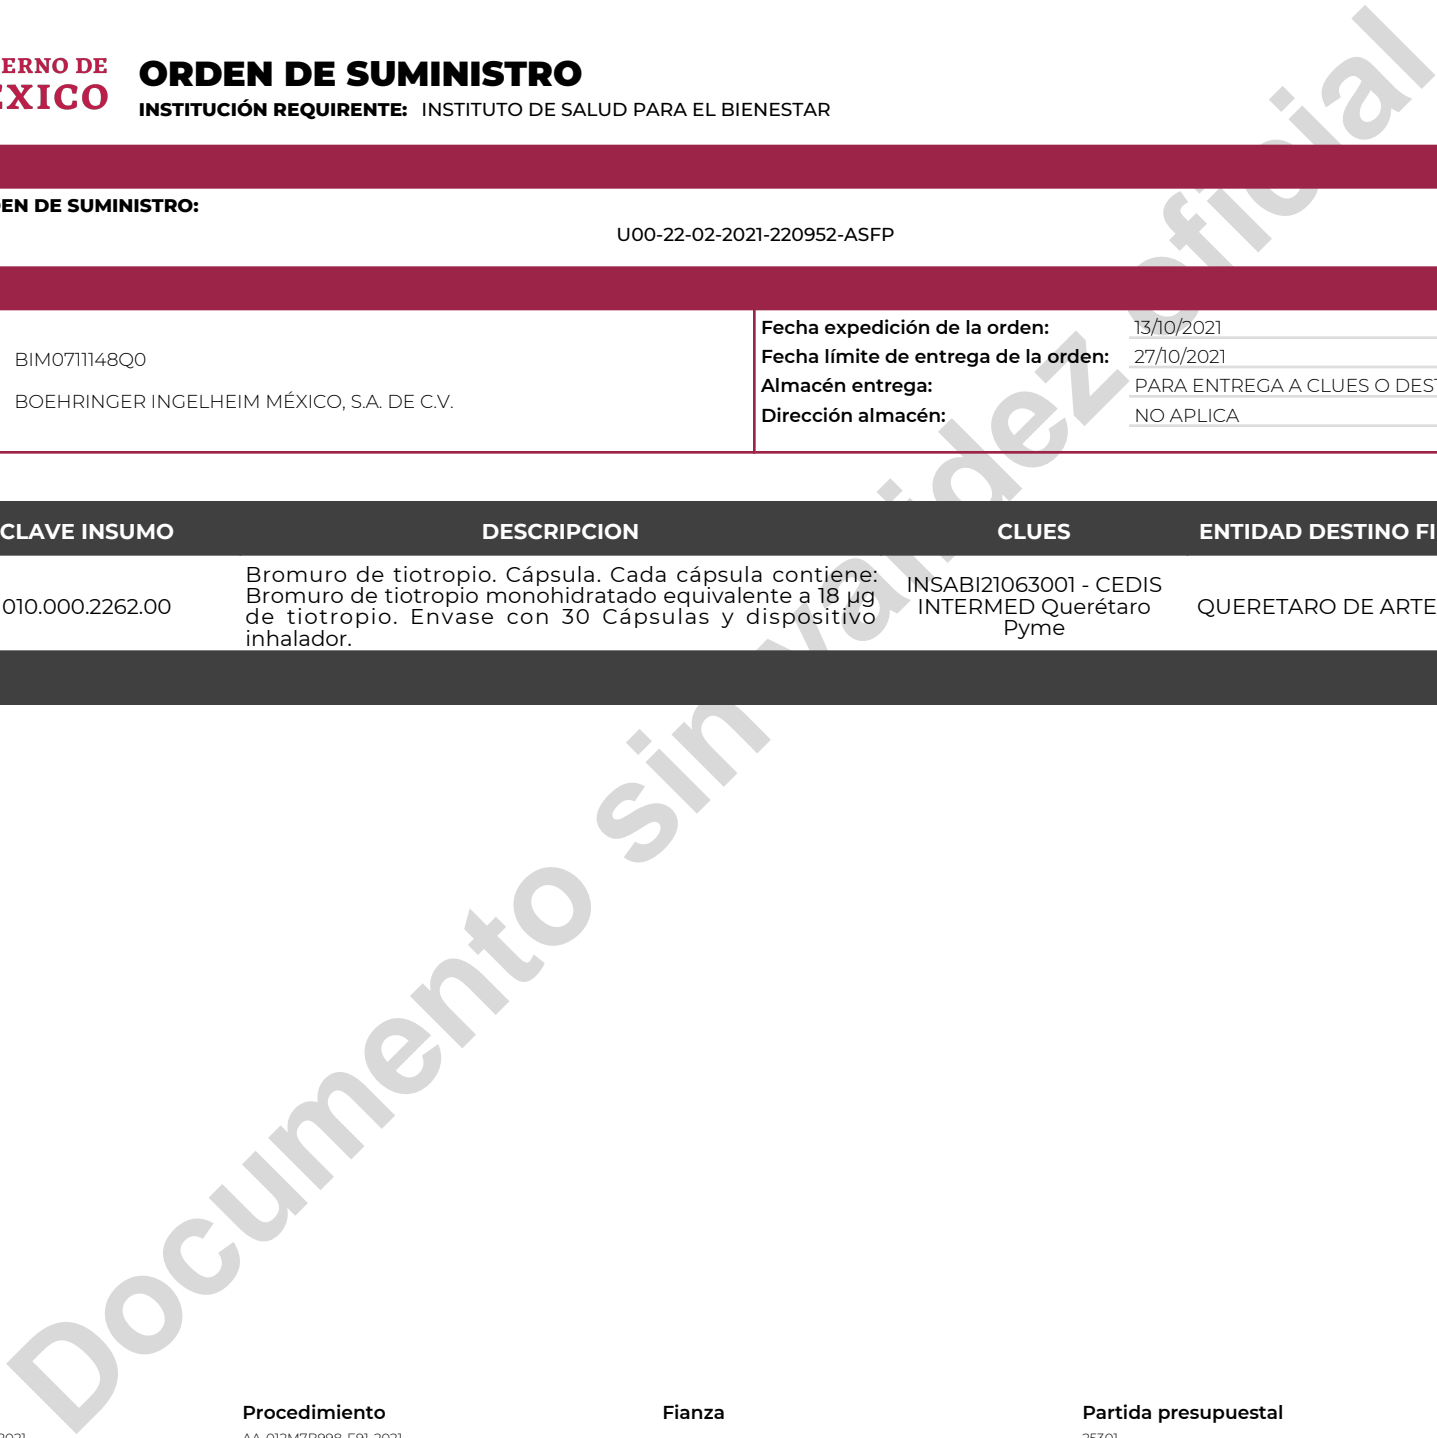 ERNO DE
ORDEN DE SUMINISTRO
EXICO
INSTITUCIÓN REQUIRENTE: INSTITUTO DE SALUD PARA EL BIENESTAR
EN DE SUMINISTRO:
U00-22-02-2021-220952-ASFP
Fecha expedición de la orden: 13/10/2021
BIM0711148Q0
Fecha límite de entrega de la orden: 27/10/2021
Almacén entrega: PARA ENTREGA A CLUES O DEST
BOEHRINGER INGELHEIM MÉXICO, S.A. DE C.V.
Dirección almacén: NO APLICA
CLAVE INSUMO DESCRIPCION CLUES ENTIDAD DESTINO FI
Bromuro de tiotropio. Cápsula. Cada cápsula contiene:
Bromuro de tiotropio monohidratado equivalente a 18 µg
de tiotropio. Envase con 30 Cápsulas y dispositivo
inhalador.
010.000.2262.00
INSABI21063001 - CEDIS
INTERMED Querétaro
Pyme
QUERETARO DE ARTE
Documento sin validez oficial
Procedimiento Fianza Partida presupuestal